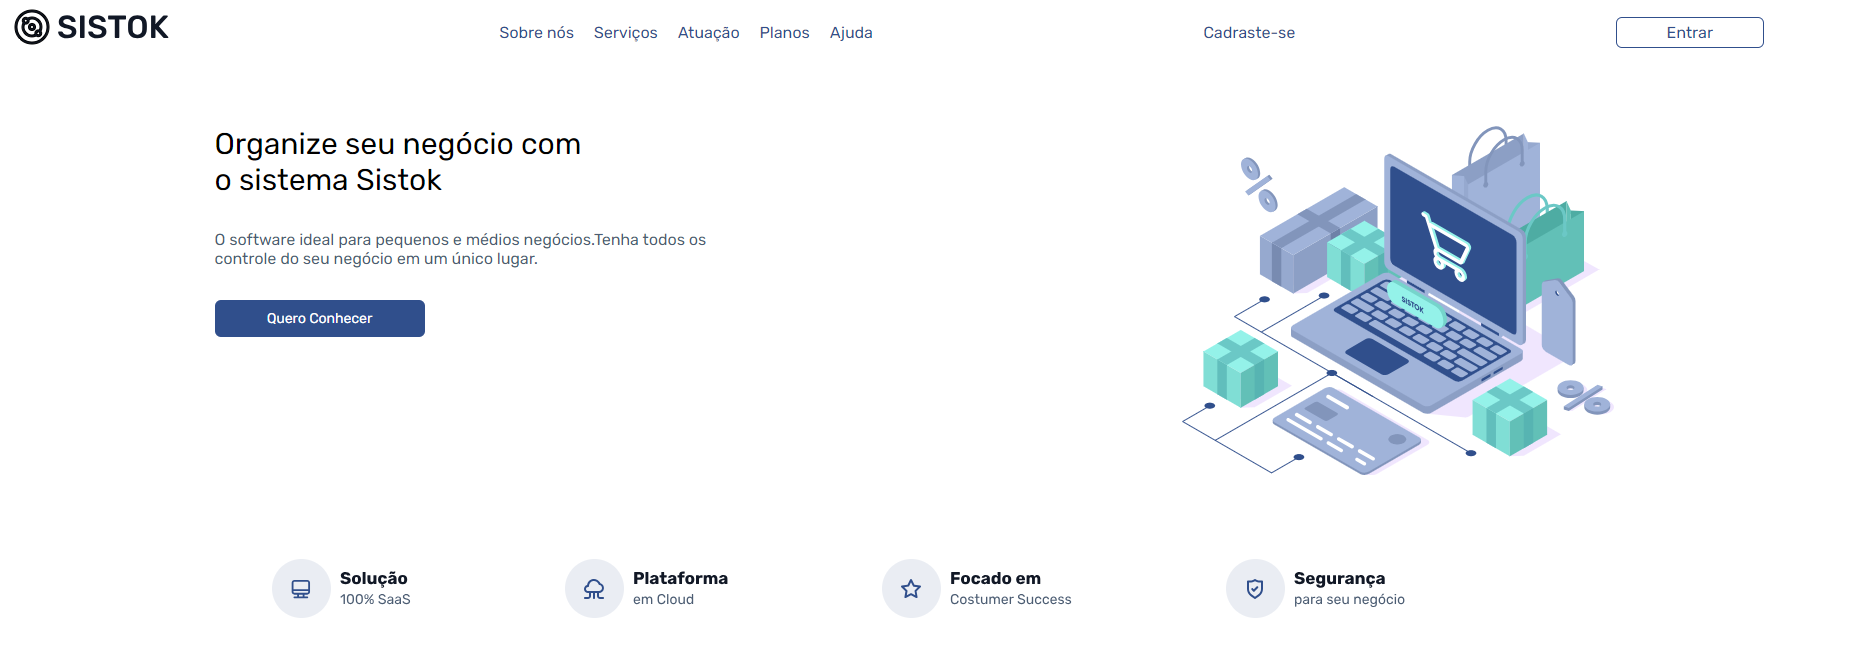 SISTOK
Sobre nós Serviços Atuação Planos Ajuda Cadraste-se Entrar
Organize seu negócio com
o sistema Sistok
O software ideal para pequenos e médios negócios.Tenha todos os
controle do seu negócio em um único lugar.
Quero Conhecer
SISTOK
Solução
100% SaaS
Plataforma
em Cloud
Focado em
Costumer Success
Segurança
para seu negócio